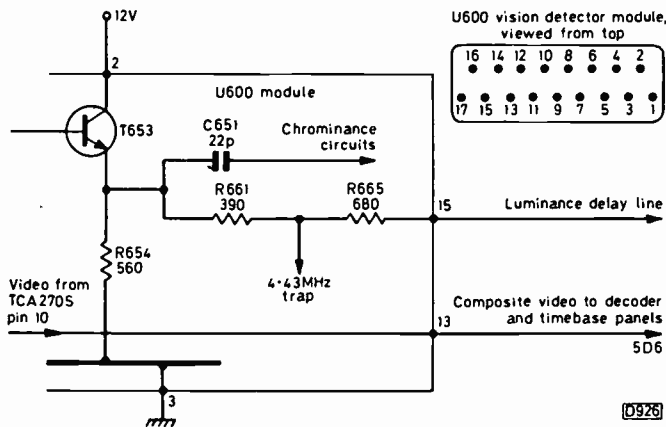 12V
2
U600 vision detector module,
viewed from top
16 14 12 10 8 6 4 2
17 15 13 11 9 7 5 3 1
U600 module
T653
C651
22p
Chrominance
circuits
R661
390
R665
680
15
Luminance delay line
R654
560
4·43MHz
trap
Video from
TCA270S
pin 10
13
Composite video to decoder
and timebase panels
5D6
3
D926